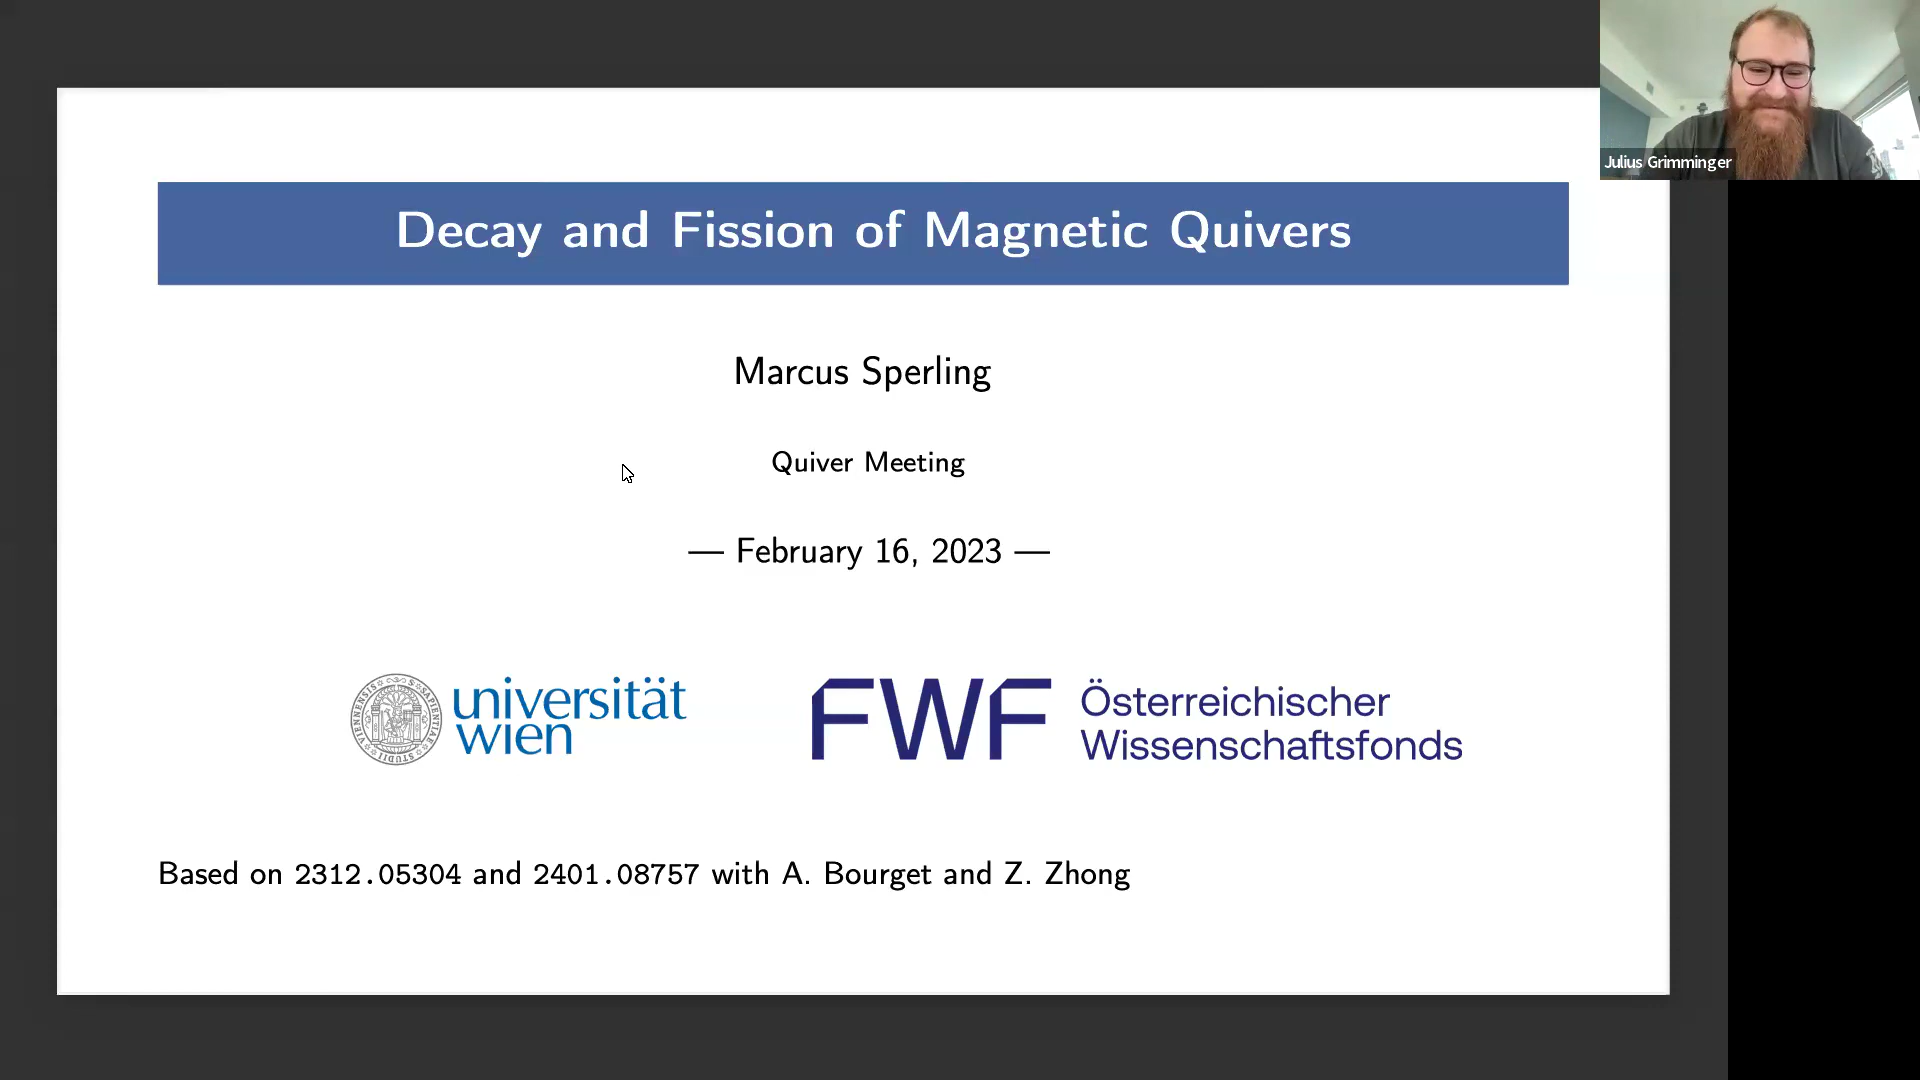 Julius Grimminger
Decay and Fission of Magnetic Quivers
Marcus Sperling
Quiver Meeting
— February 16, 2023 —
universität
wien
FWF
Österreichischer
Wissenschaftsfonds
Based on 2312.05304 and 2401.08757 with A. Bourget and Z. Zhong